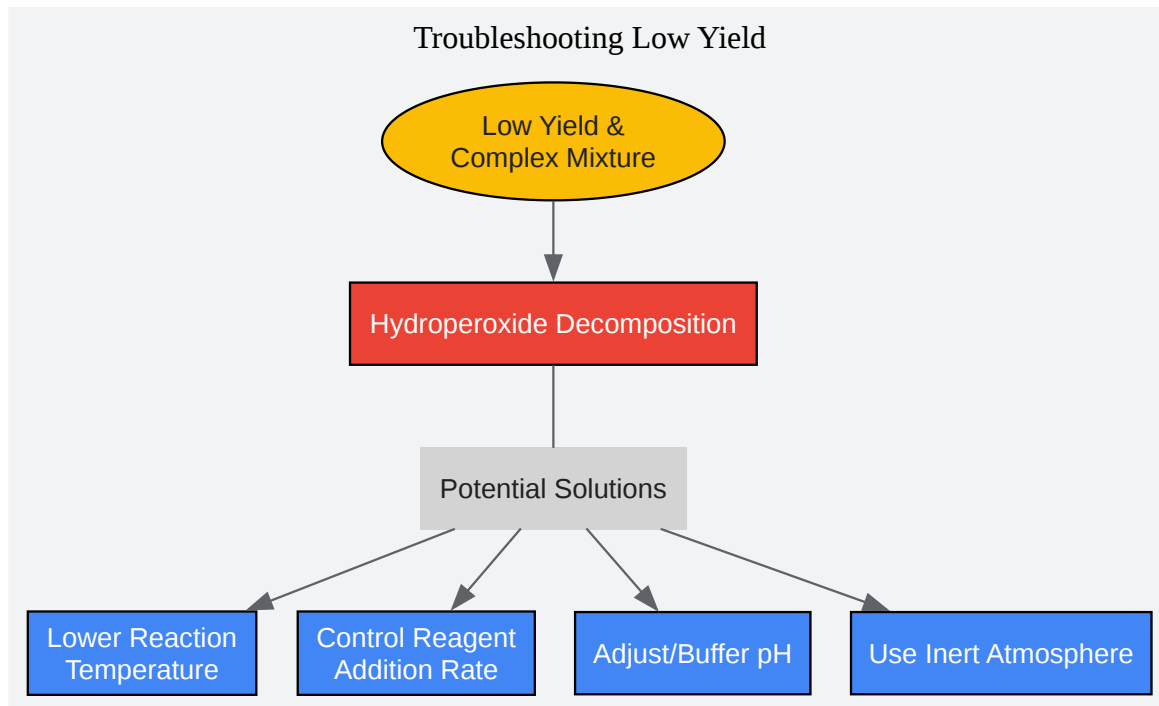 Troubleshooting Low Yield
Low Yield &
Complex Mixture
Hydroperoxide Decomposition
Potential Solutions
Lower Reaction
Temperature
Control Reagent
Addition Rate
Adjust/Buffer pH
Use Inert Atmosphere